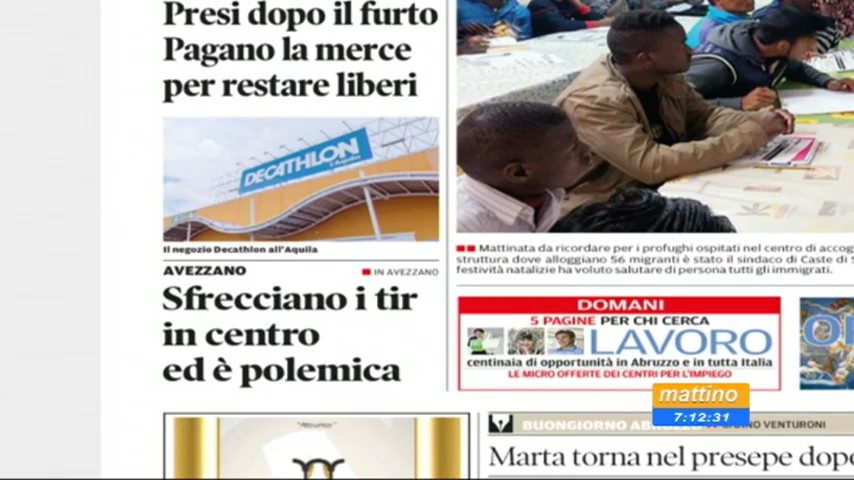 Presi dopo il furto
Pagano la merce
per restare liberi
DECATHLON
L'Aquila
Il negozio Decathlon all'Aquila
AVEZZANO
IN AVEZZANO
Sfrecciano i tir
in centro
ed è polemica
Mattinata da ricordare per i profughi ospitati nel centro di accog
struttura dove alloggiano 56 migranti è stato il sindaco di Caste di S
festività natalizie ha voluto salutare di persona tutti gli immigrati.
DOMANI
5 PAGINE PER CHI CERCA
LAVORO
centinaia di opportunità in Abruzzo e in tutta Italia
LE MICRO OFFERTE DEI CENTRI PER L'IMPIEGO
mattino
7:12:31
BUONGIORNO ABRUZZO
VENTURONI
Marta torna nel presepe dopo